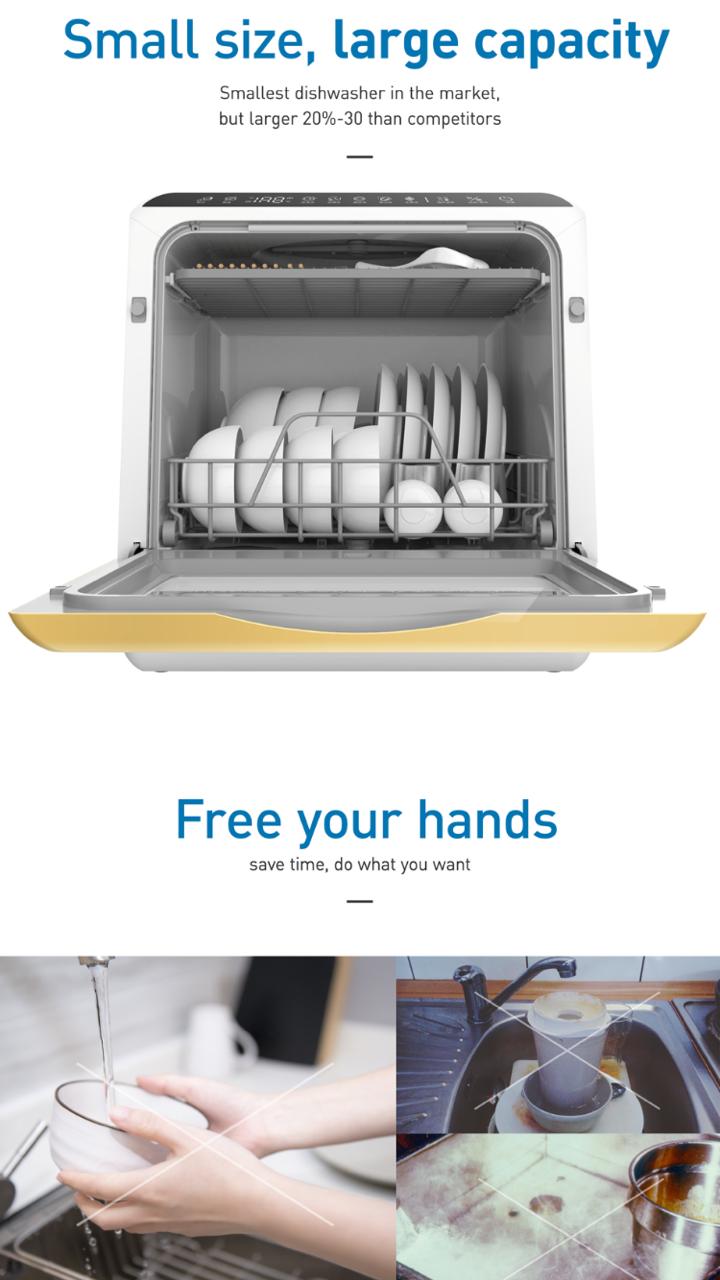 Small size, large capacity
Smallest dishwasher in the market,
but larger 20%-30 than competitors
Free your hands
save time, do what you want